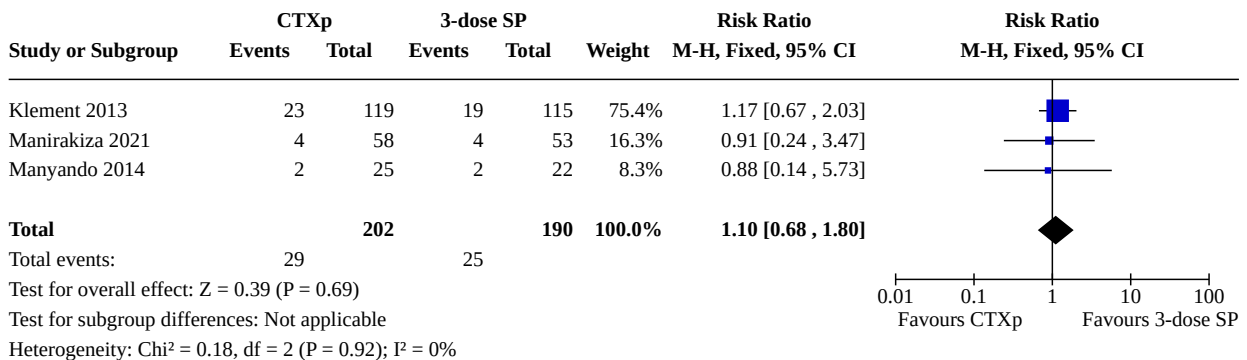 CTXp 3-dose SP Risk Ratio Risk Ratio
Study or Subgroup Events Total Events Total Weight M-H, Fixed, 95% CI M-H, Fixed, 95% CI
Klement 2013 23 119 19 115 75.4% 1.17 [0.67 , 2.03]
Manirakiza 2021 4 58 4 53 16.3% 0.91 [0.24 , 3.47]
Manyando 2014 2 25 2 22 8.3% 0.88 [0.14 , 5.73]
Total 202 190 100.0% 1.10 [0.68 , 1.80]
Total events: 29 25
Test for overall effect: Z = 0.39 (P = 0.69)
Test for subgroup differences: Not applicable
Heterogeneity: Chi² = 0.18, df = 2 (P = 0.92); I² = 0%
0.01 0.1 1 10 100
Favours CTXp Favours 3-dose SP